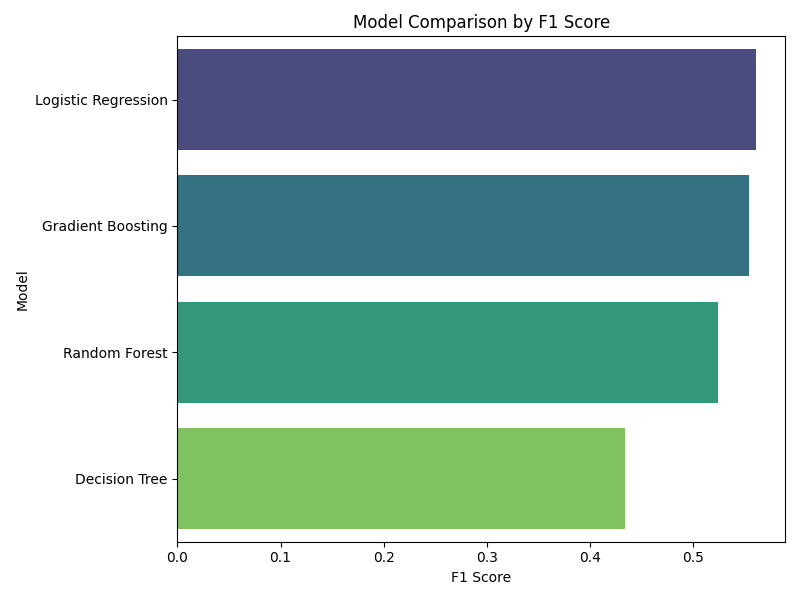 Model Comparison by F1 Score
Model
Logistic Regression
Gradient Boosting
Random Forest
Decision Tree
0.0 0.1 0.2 0.3 0.4 0.5
F1 Score